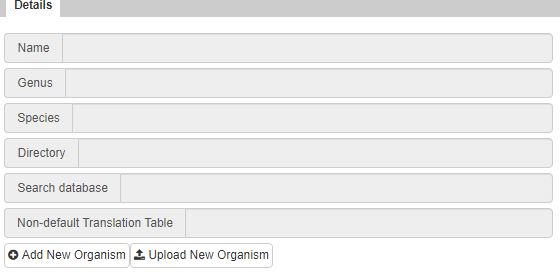 Details
Name
Genus
Species
Directory
Search database
Non-default Translation Table
Add New Organism Upload New Organism